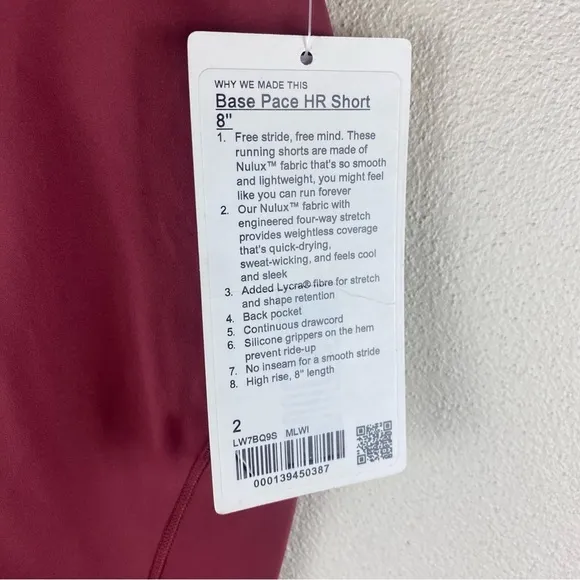 WHY WE MADE THIS
Base Pace HR Short
8"
1. Free stride, free mind. These
running shorts are made of
Nulux™ fabric that's so smooth
and lightweight, you might feel
like you can run forever
2. Our Nulux™ fabric with
engineered four-way stretch
provides weightless coverage
that's quick-drying,
sweat-wicking, and feels cool
and sleek
3. Added Lycra® fibre for stretch
and shape retention
4. Back pocket
5. Continuous drawcord
6. Silicone grippers on the hem
prevent ride-up
7. No inseam for a smooth stride
8. High rise, 8" length
2
LW7BQ9S MLWI
000139450387